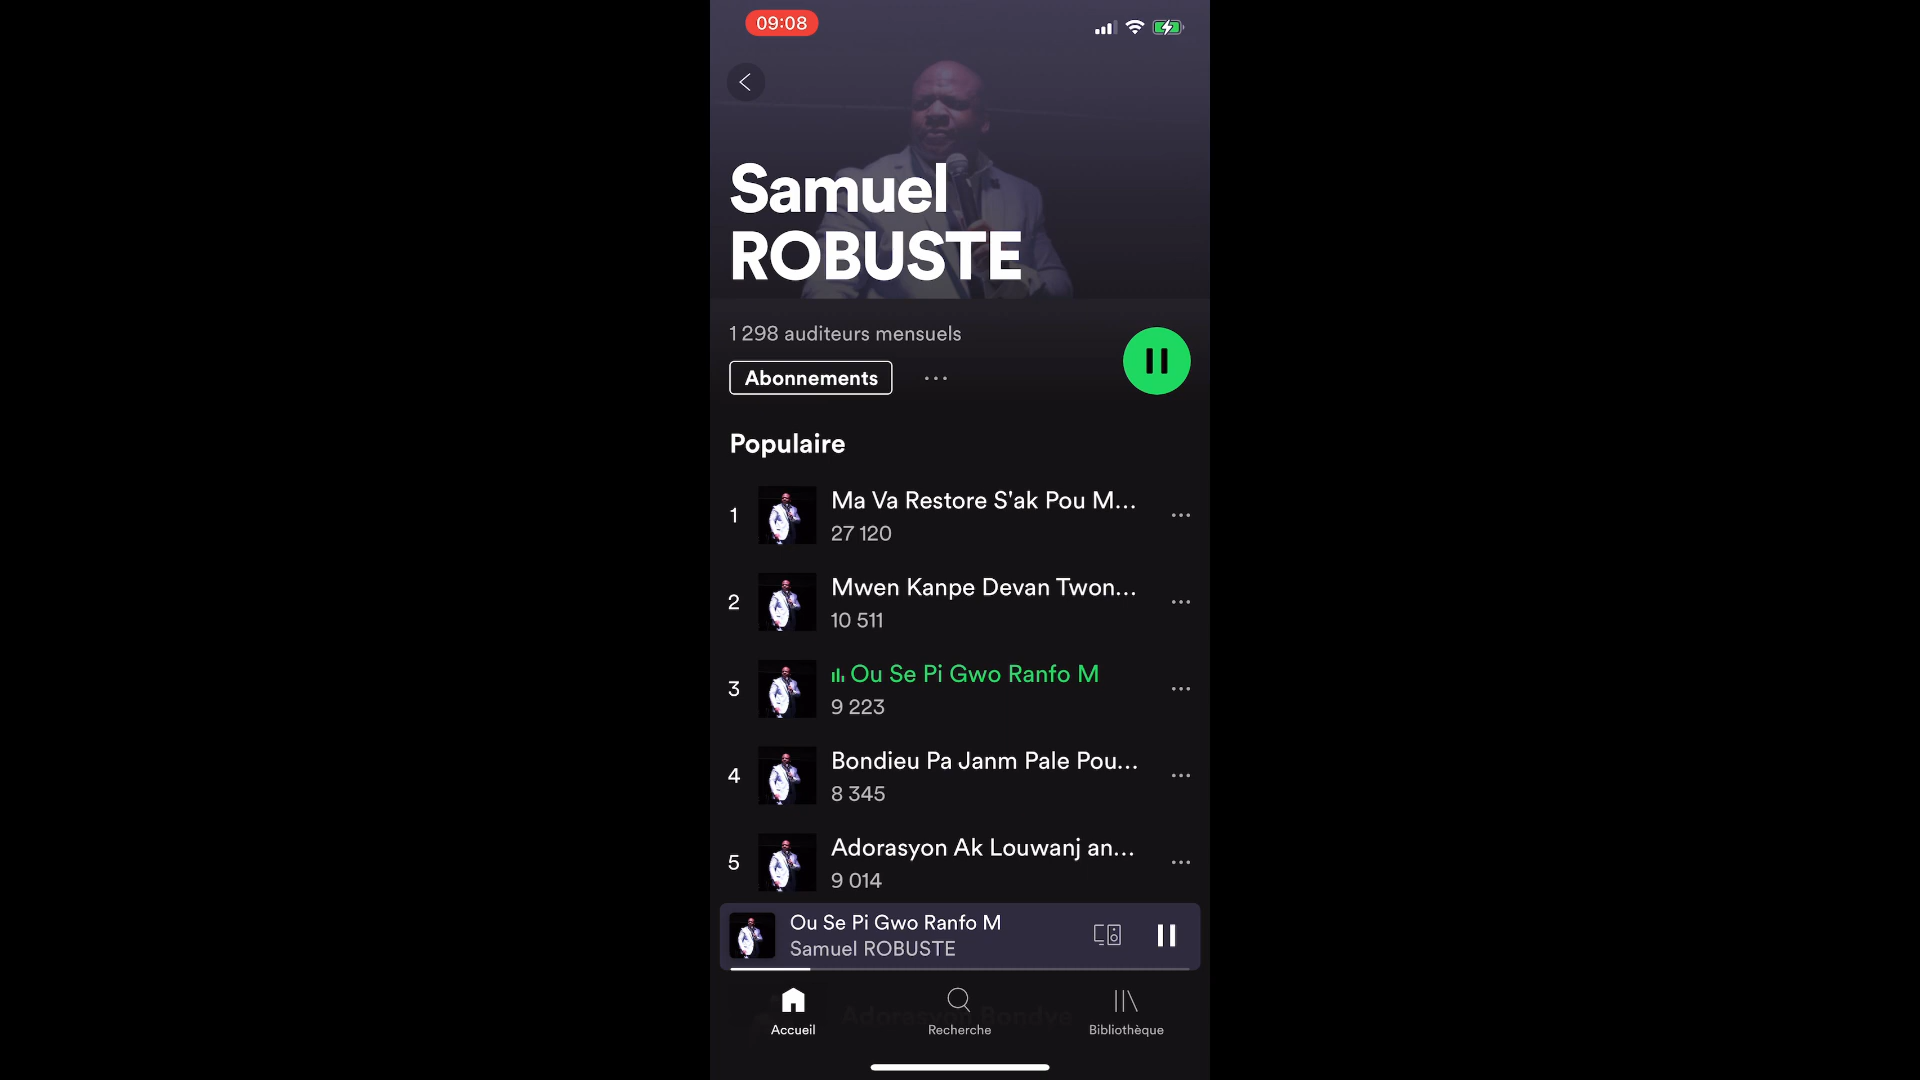 09:08
Samuel
ROBUSTE
1 298 auditeurs mensuels
Abonnements
Populaire
1
Ma Va Restore S'ak Pou M...
27 120
2
Mwen Kanpe Devan Twon...
10 511
3
Ou Se Pi Gwo Ranfo M
9 223
4
Bondieu Pa Janm Pale Pou...
8 345
5
Adorasyon Ak Louwanj an...
9 014
Ou Se Pi Gwo Ranfo M
Samuel ROBUSTE
Adorasyon Bondye
Accueil
Recherche
Bibliothèque